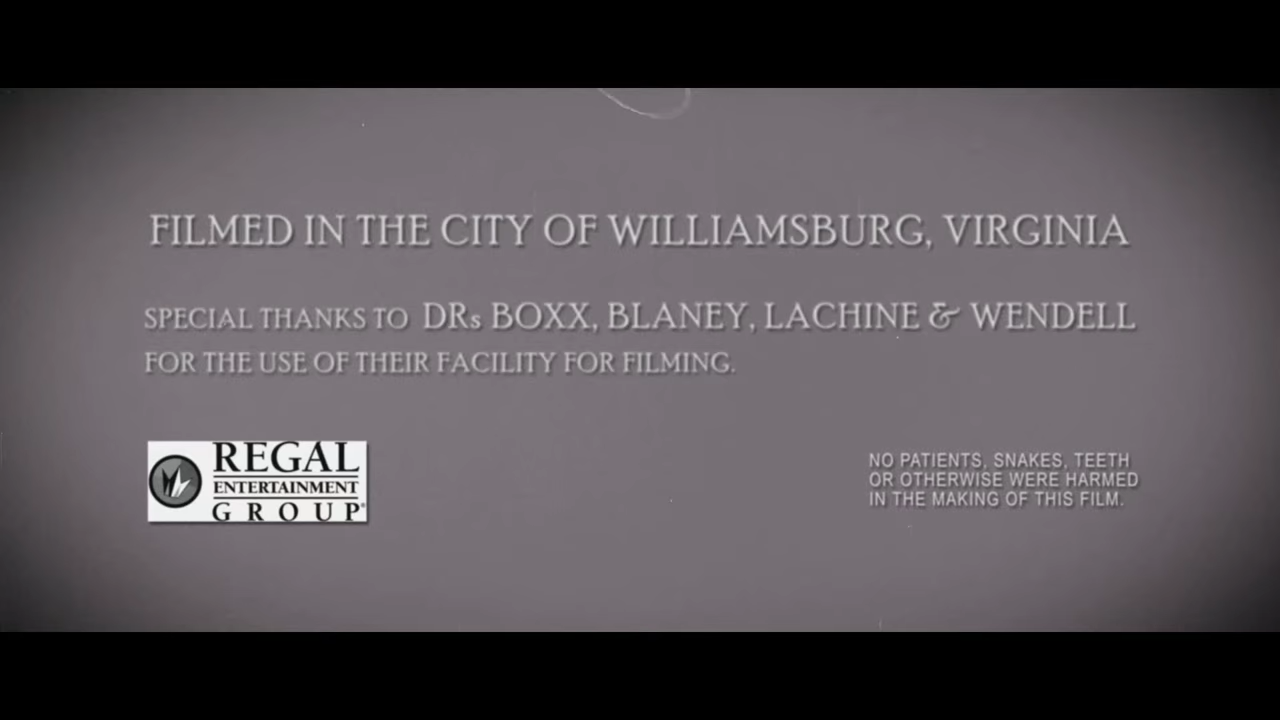 FILMED IN THE CITY OF WILLIAMSBURG, VIRGINIA
SPECIAL THANKS TO DRs BOXX, BLANEY, LACHINE & WENDELL
FOR THE USE OF THEIR FACILITY FOR FILMING.
REGAL
ENTERTAINMENT
GROUP®
NO PATIENTS, SNAKES, TEETH
OR OTHERWISE WERE HARMED
IN THE MAKING OF THIS FILM.